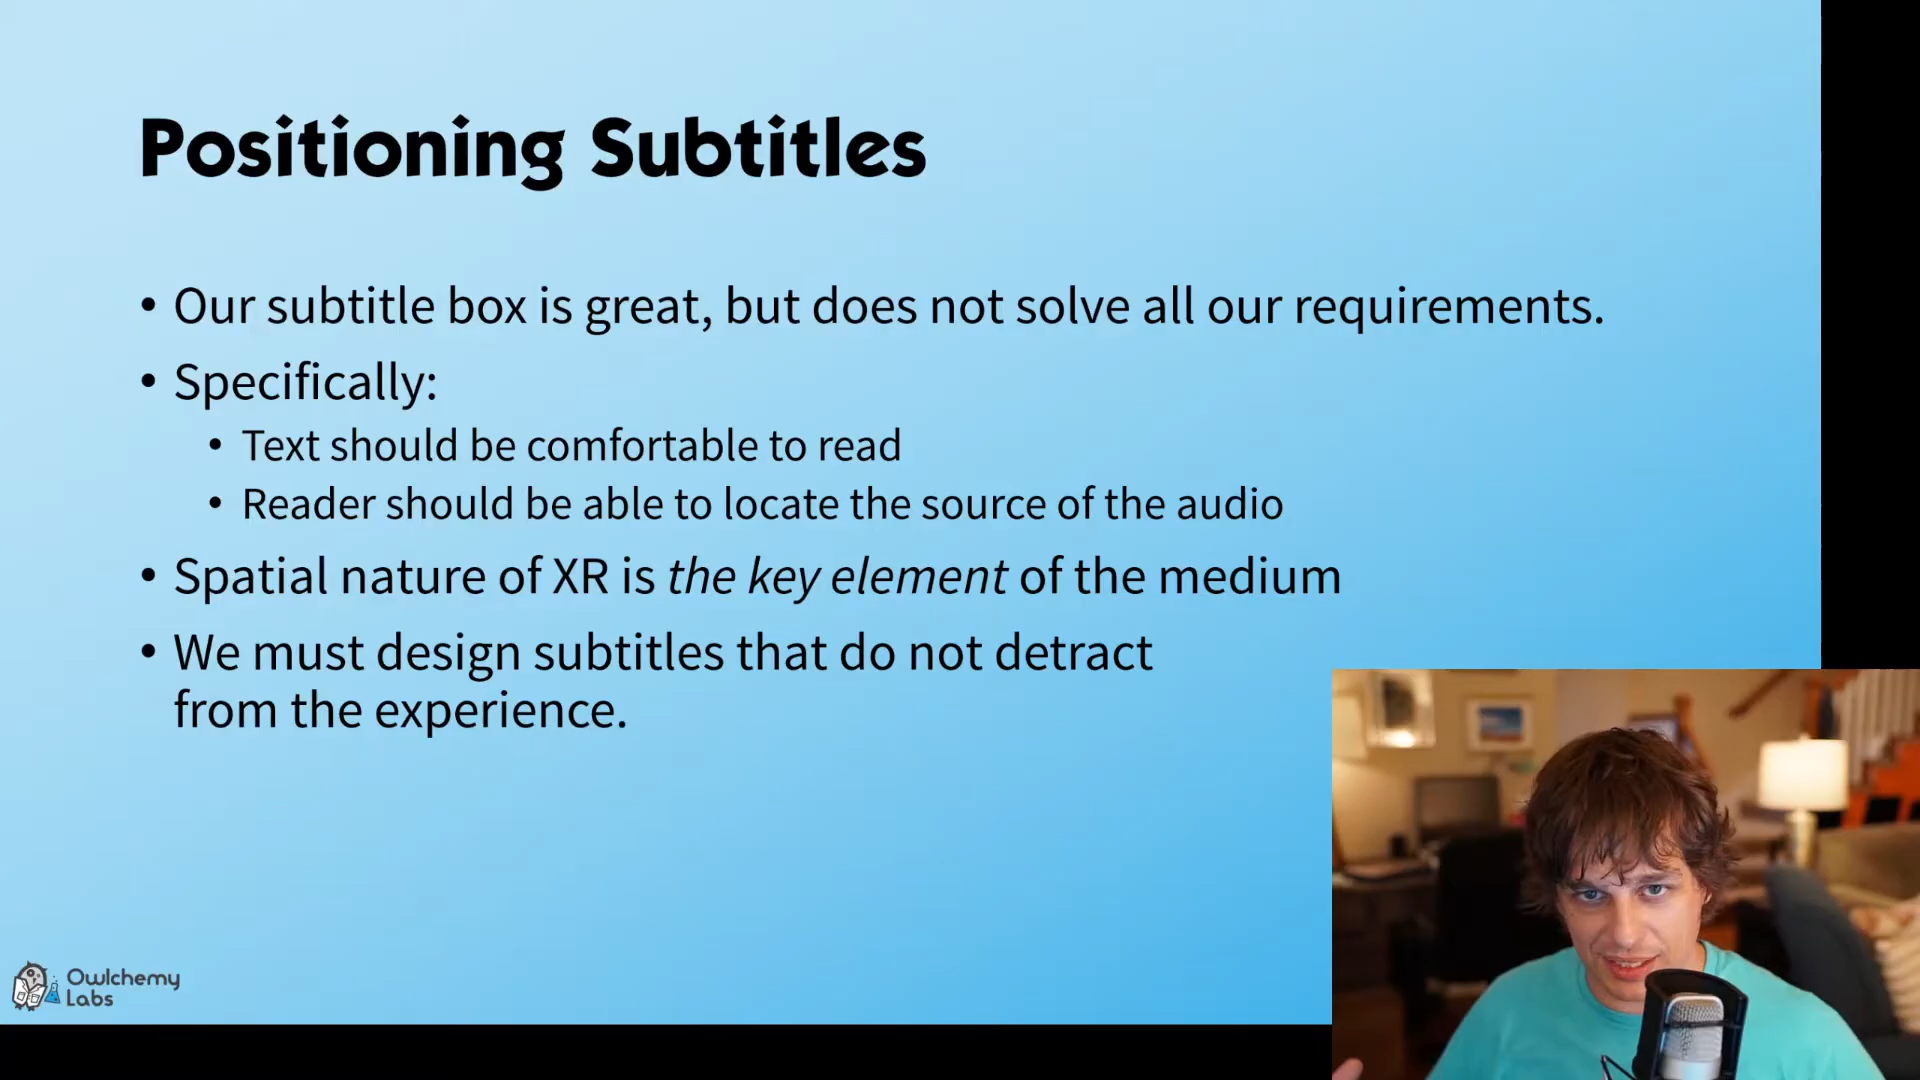 Positioning Subtitles
• Our subtitle box is great, but does not solve all our requirements.
• Specifically:
• Text should be comfortable to read
• Reader should be able to locate the source of the audio
• Spatial nature of XR is the key element of the medium
• We must design subtitles that do not detract
from the experience.
Owlchemy
Labs